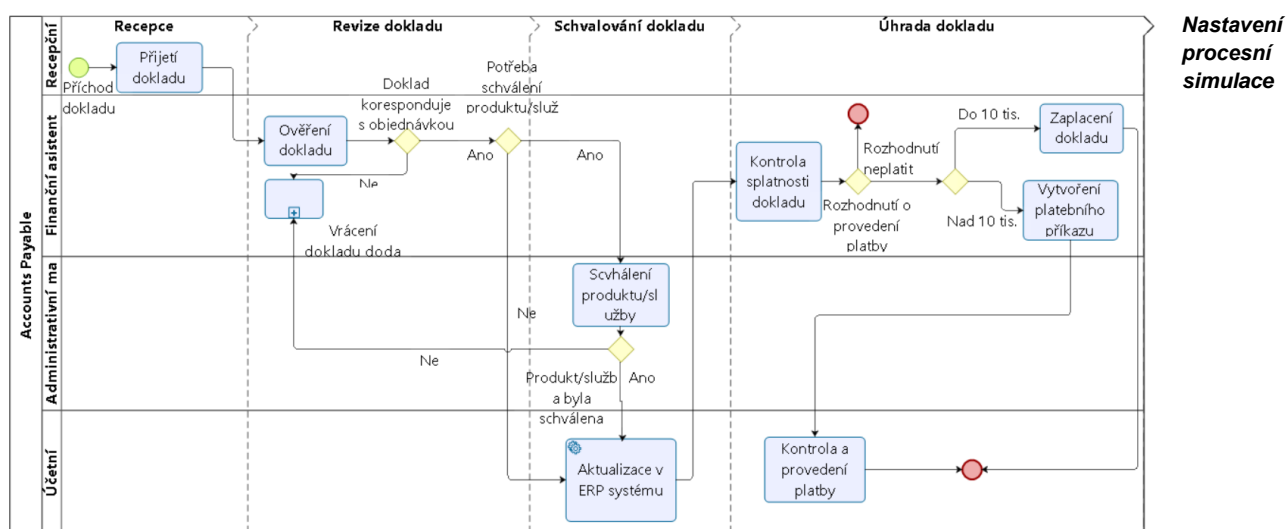 Recepce
Revize dokladu
Schvalování dokladu
Úhrada dokladu
Nastavení
procesní
simulace
Accounts Payable
Recepční
Příchod
dokladu
Přijetí
dokladu
Finanční asistent
Ověření
dokladu
Doklad
koresponduje
s objednávkou
Potřeba
schválení
produktu/služ
Ano
Ano
Ne
Vrácení
dokladu doda
Kontrola
splatnosti
dokladu
Rozhodnutí
neplatit
Rozhodnutí o
provedení
platby
Do 10 tis.
Nad 10 tis.
Zaplacení
dokladu
Vytvoření
platebního
příkazu
Administrativní ma
Scvhálení
produktu/sl
užby
Ne
Ne
Produkt/služb
a byla
schválena
Ano
Účetní
Aktualizace v
ERP systému
Kontrola a
provedení
platby